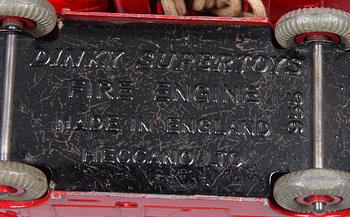 DINKY SUPERTOYS
FIRE ENGINE
MADE IN ENGLAND
MECCANO LTD
955